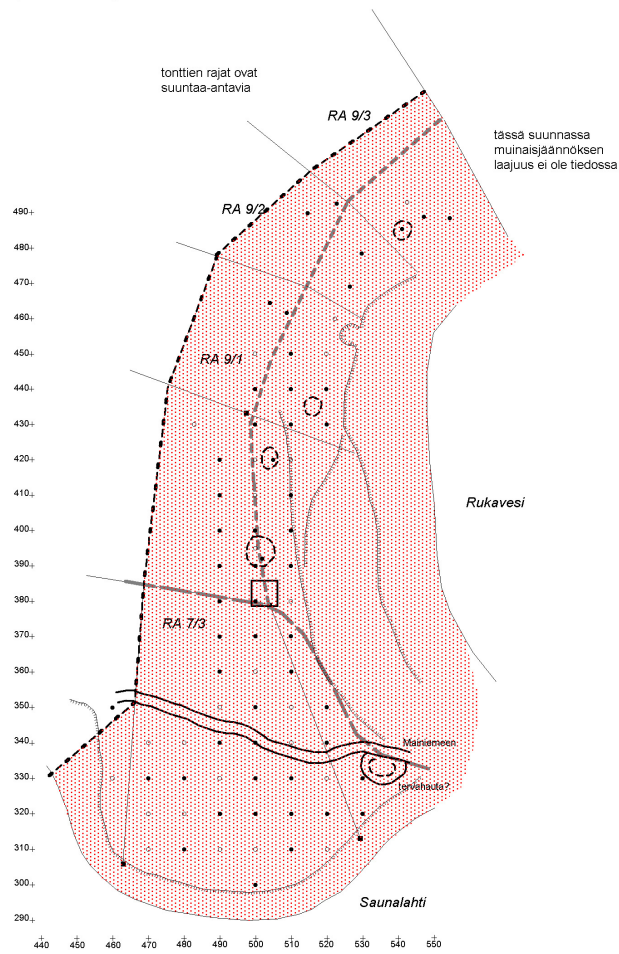 tonttien rajat ovat
suuntaa-antavia
RA 9/3
tässä suunnassa
muinaisjäännöksen
laajuus ei ole tiedossa
RA 9/2
490
480
470
460
450
RA 9/1
440
430
420
410
Rukavesi
400
390
380
RA 7/3
370
360
350
340
Mainiemeen
330
tervahauta?
320
310
300
Saunalahti
290
440 450 460 470 480 490 500 510 520 530 540 550